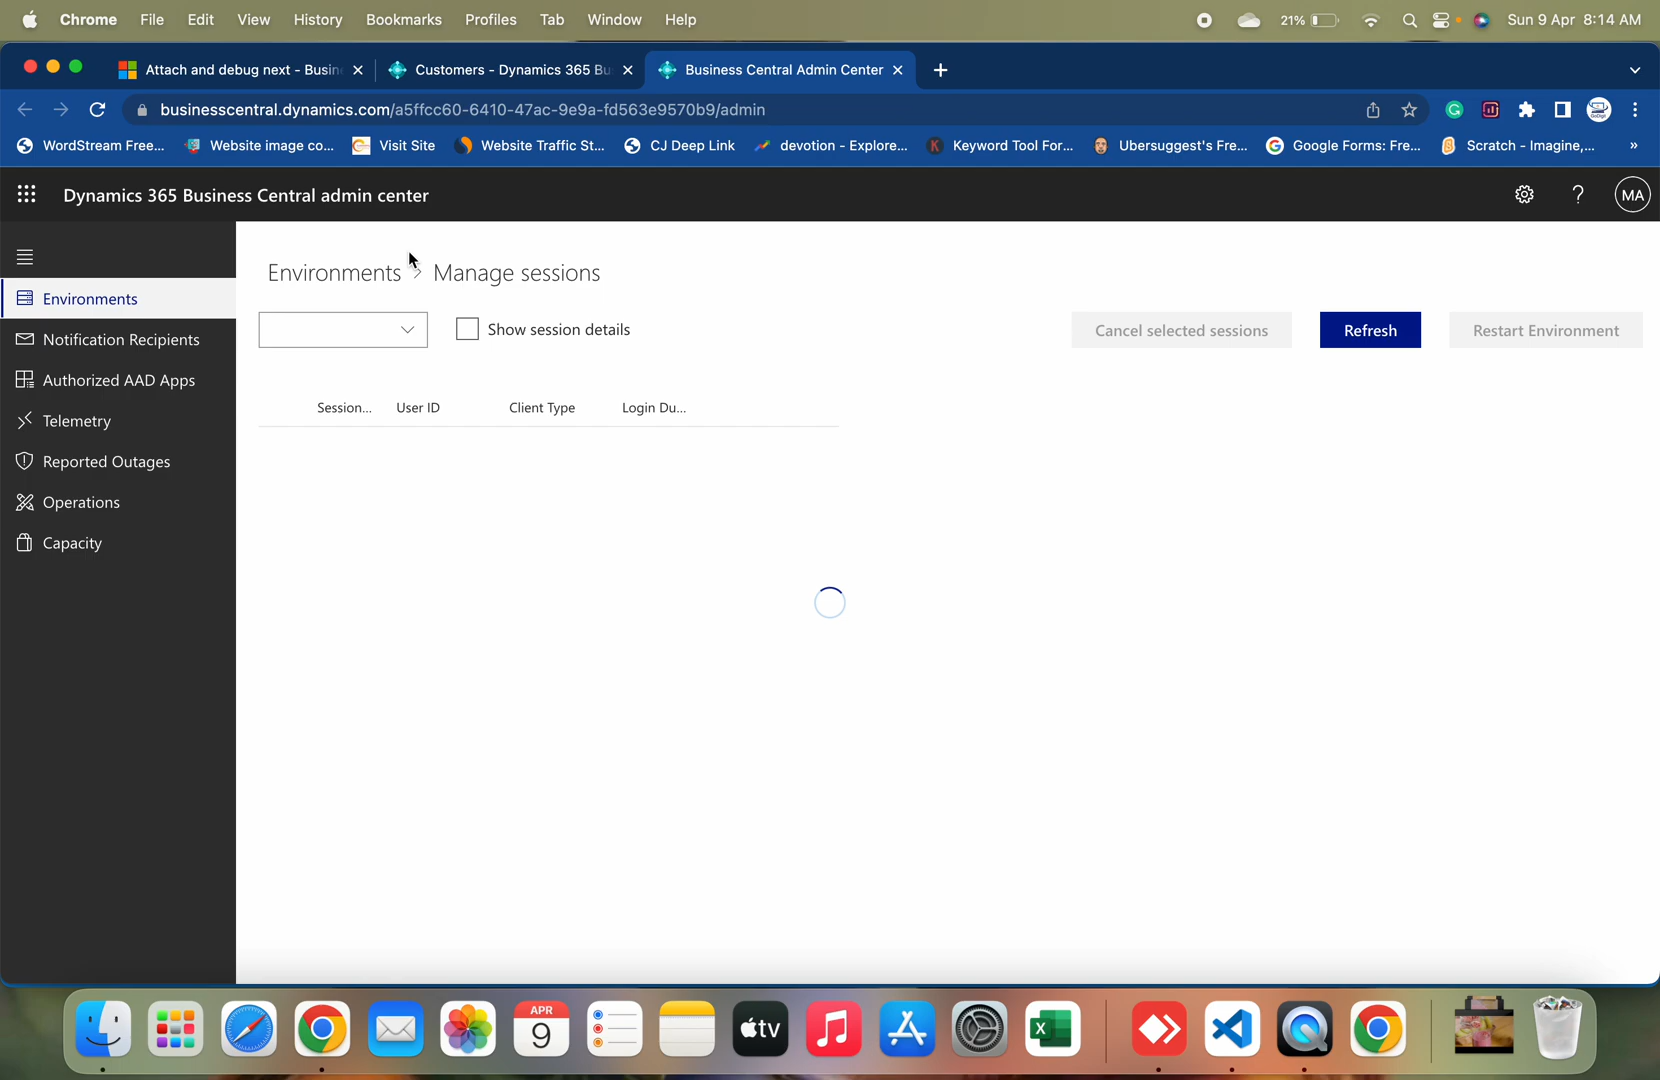 Chrome File Edit View History Bookmarks Profiles Tab Window Help 21% Sun 9 Apr 8:14 AM
Attach and debug next - Busin Customers - Dynamics 365 Bu Business Central Admin Center
businesscentral.dynamics.com/a5ffcc60-6410-47ac-9e9a-fd563e9570b9/admin
WordStream Free... Website image co... Visit Site Website Traffic St... CJ Deep Link devotion - Explore... Keyword Tool For... Ubersuggest's Fre... Google Forms: Fre... Scratch - Imagine,... »
Dynamics 365 Business Central admin center ? MA
Environments > Manage sessions
Environments
Show session details Cancel selected sessions Refresh Restart Environment
Notification Recipients
Authorized AAD Apps
Session... User ID Client Type Login Du...
Telemetry
Reported Outages
Operations
Capacity
APR
9
tv
X